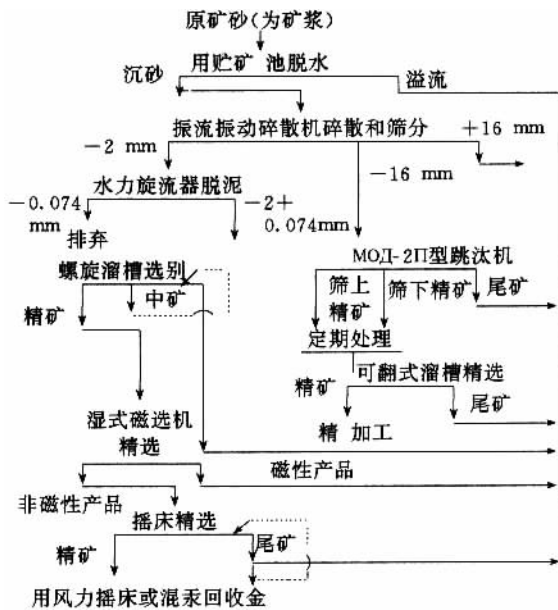 原矿砂(为矿浆)
用贮矿 池脱水
沉砂
溢流
振流振动碎散机碎散和筛分
+16 mm
-2 mm
-16 mm
水力旋流器脱泥
-0.074
mm
-2+
0.074mm
排弃
螺旋溜槽选别
中矿
精矿
МОД-2П型跳汰机
筛上
精矿
筛下精矿
尾矿
定期处理
可翻式溜槽精选
精矿
尾矿
精 加工
湿式磁选机
精选
磁性产品
非磁性产品
摇床精选
精矿
尾矿
用风力摇床或混汞回收金